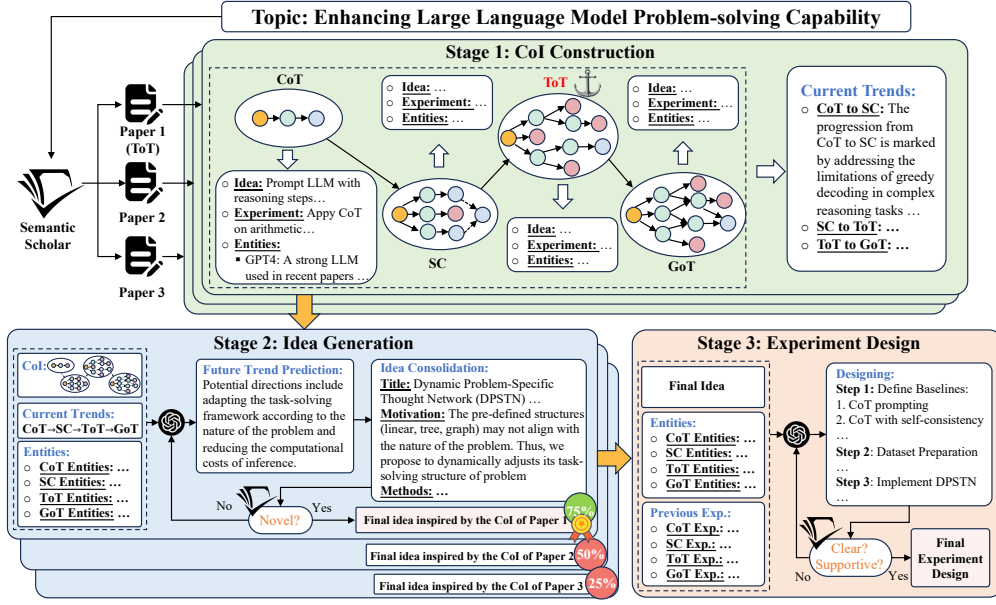 Topic: Enhancing Large Language Model Problem-solving Capability
Stage 1: CoI Construction
Semantic
Scholar
Paper 1
(ToT)
Paper 2
Paper 3
CoT
Idea: Prompt LLM with
reasoning steps…
Experiment: Appy CoT
on arithmetic…
Entities:
GPT4: A strong LLM
used in recent papers …
Idea: …
Experiment: …
Entities: …
SC
ToT
Idea: …
Experiment: …
Entities: …
Idea: …
Experiment: …
Entities: …
GoT
Current Trends:
CoT to SC: The
progression from
CoT to SC is marked
by addressing the
limitations of greedy
decoding in complex
reasoning tasks …
SC to ToT: …
ToT to GoT: …
Stage 2: Idea Generation
CoI:
Current Trends:
CoT→SC→ToT→GoT
Entities:
CoT Entities: …
SC Entities: …
ToT Entities: …
GoT Entities: …
Future Trend Prediction:
Potential directions include
adapting the task-solving
framework according to the
nature of the problem and
reducing the computational
costs of inference.
Idea Consolidation:
Title: Dynamic Problem-Specific
Thought Network (DPSTN) …
Motivation: The pre-defined structures
(linear, tree, graph) may not align with
the nature of the problem. Thus, we
propose to dynamically adjusts its task-
solving structure of problem
Methods: …
No
Novel?
Yes
Final idea inspired by the CoI of Paper 1
75%
Final idea inspired by the CoI of Paper 2
50%
Final idea inspired by the CoI of Paper 3
25%
Stage 3: Experiment Design
Final Idea
Entities:
CoT Entities: …
SC Entities: …
ToT Entities: …
GoT Entities: …
Previous Exp.:
CoT Exp.: …
SC Exp.: …
ToT Exp.: …
GoT Exp.: …
Designing:
Step 1: Define Baselines:
1. CoT prompting
2. CoT with self-consistency
…
Step 2: Dataset Preparation
…
Step 3: Implement DPSTN
…
No
Clear?
Supportive?
Yes
Final
Experiment
Design